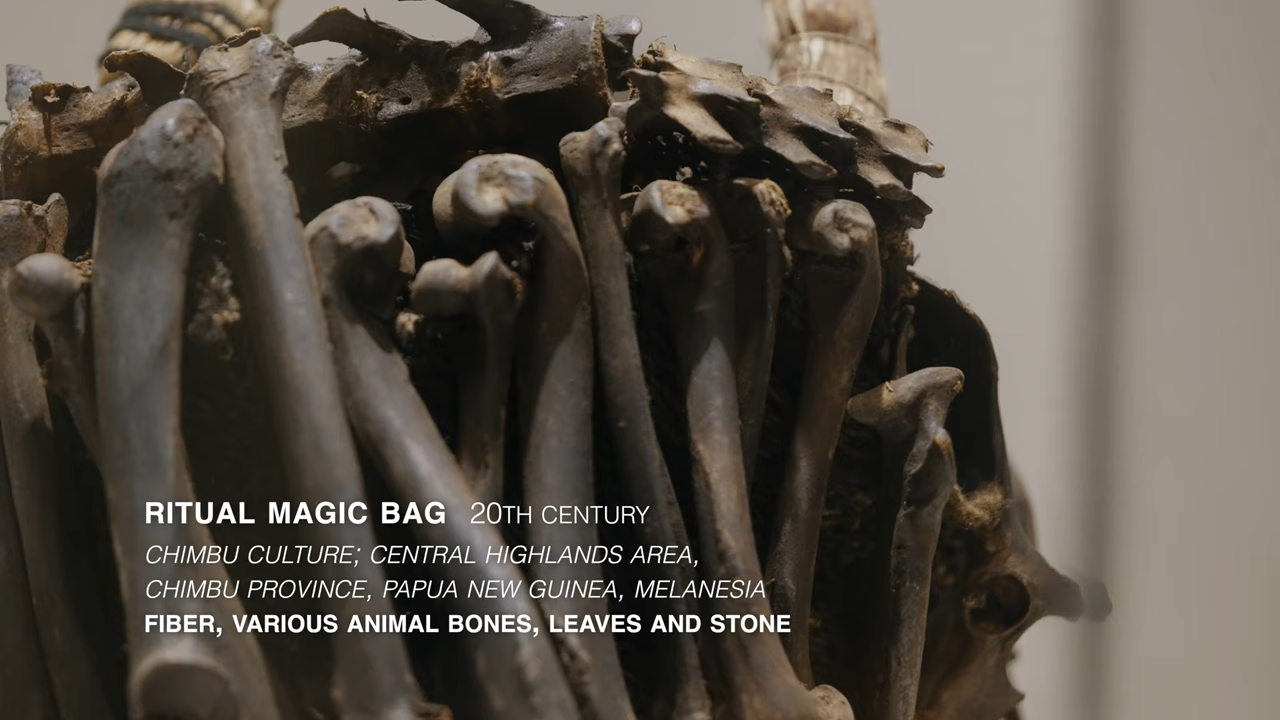 RITUAL MAGIC BAG 20TH CENTURY
CHIMBU CULTURE; CENTRAL HIGHLANDS AREA,
CHIMBU PROVINCE, PAPUA NEW GUINEA, MELANESIA
FIBER, VARIOUS ANIMAL BONES, LEAVES AND STONE